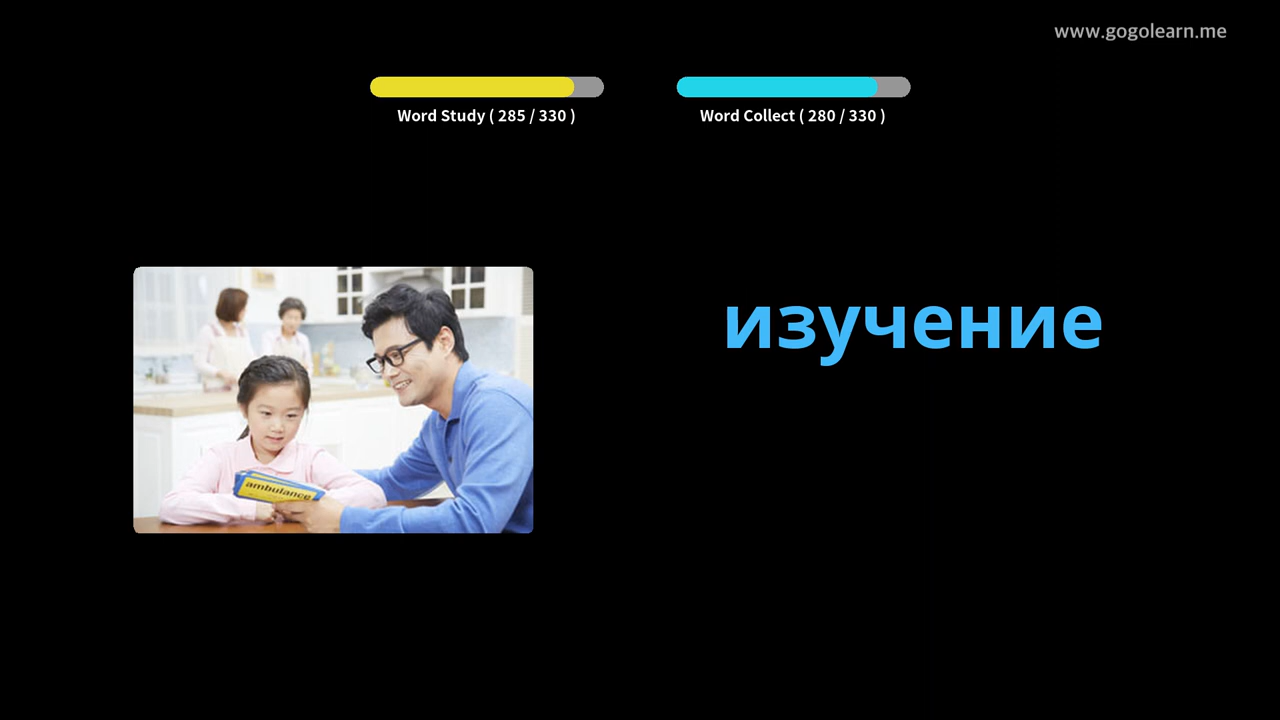 www.gogolearn.me
Word Study ( 285 / 330 )
Word Collect ( 280 / 330 )
изучение
ambulance